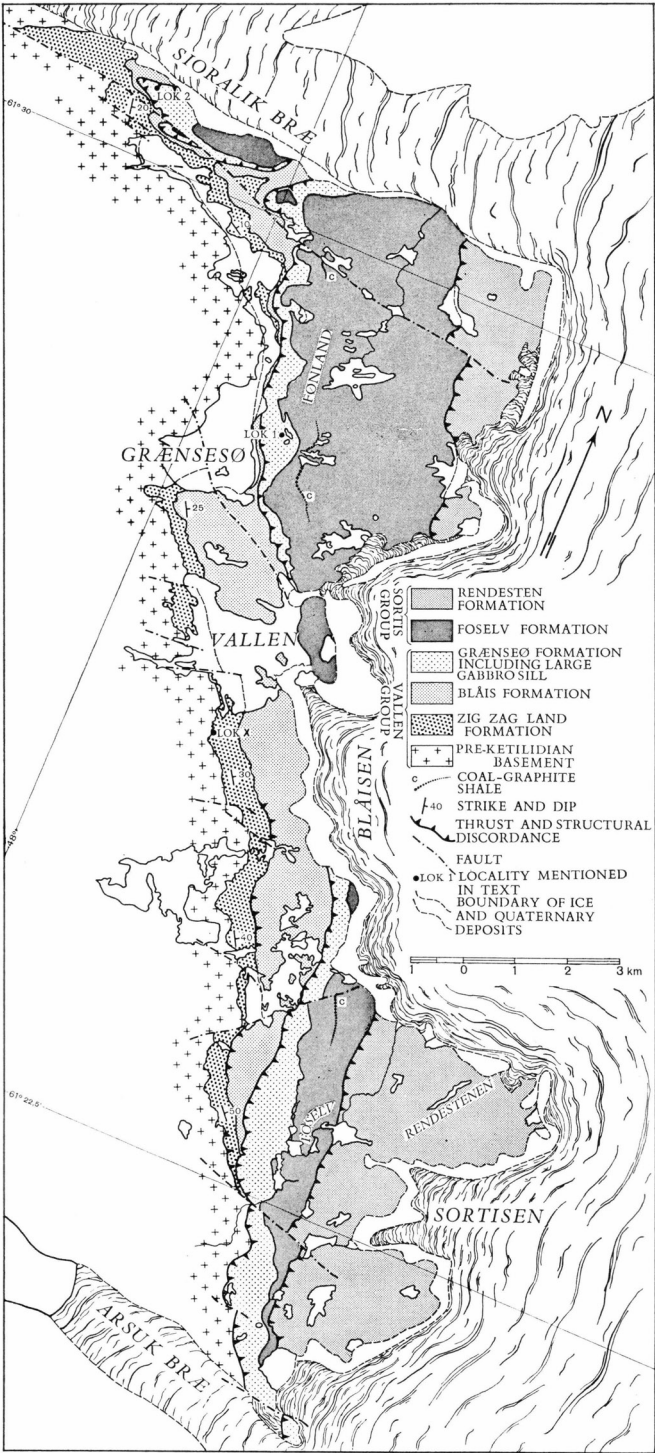 SIORALIK BRÆ
LOK 2
20
61° 30
10
c
FONLAND
LOK 1
GRÆNSESØ
c
25
N
VALLEN
SORTIS GROUP
RENDESTEN FORMATION
FOSELV FORMATION
VALLEN GROUP
GRÆNSEØ FORMATION
INCLUDING LARGE
GABBRO SILL
BLÅIS FORMATION
ZIG ZAG LAND
FORMATION
PRE-KETILIDIAN
BASEMENT
c COAL-GRAPHITE
SHALE
40 STRIKE AND DIP
THRUST AND STRUCTURAL
DISCORDANCE
FAULT
LOK 1 LOCALITY MENTIONED
IN TEXT
BOUNDARY OF ICE
AND QUATERNARY
DEPOSITS
1 0 1 2 3 km
LOK X
30
BLÅISEN
48°
c
61° 22.5'
50
FOSELV
RENDESTENEN
SORTISEN
ARSUK BRÆ